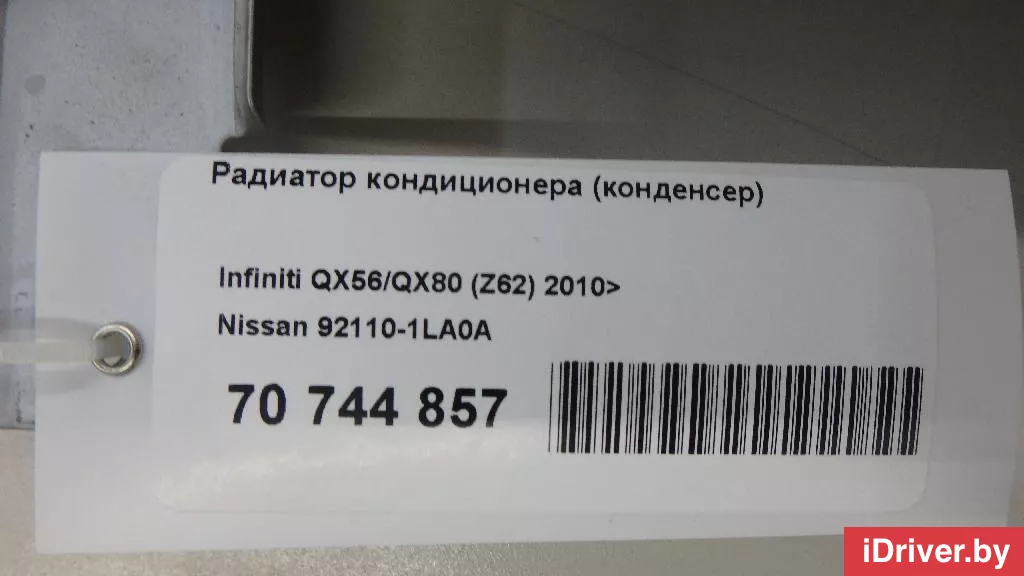 Радиатор кондиционера (конденсер)
Infiniti QX56/QX80 (Z62) 2010>
Nissan 92110-1LA0A
70 744 857
iDriver.by